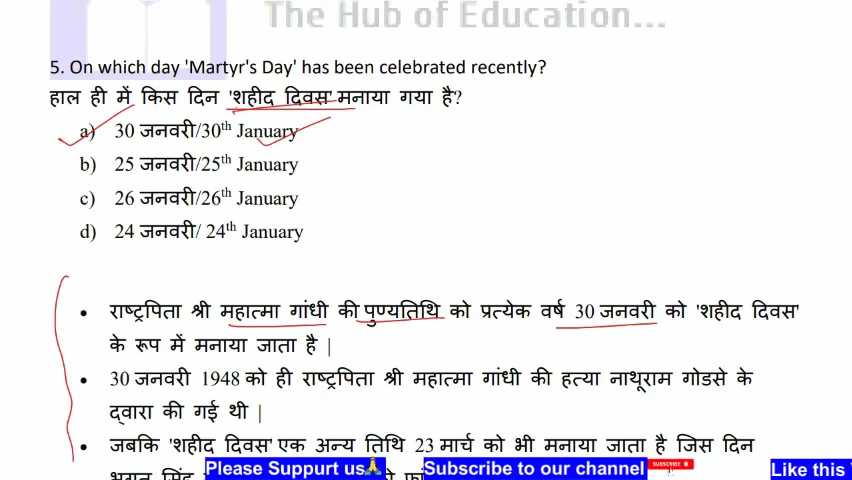 The Hub of Education...
5. On which day 'Martyr's Day' has been celebrated recently?
हाल ही में किस दिन 'शहीद दिवस' मनाया गया है?
a) 30 जनवरी/30th January
b) 25 जनवरी/25th January
c) 26 जनवरी/26th January
d) 24 जनवरी/ 24th January
• राष्ट्रपिता श्री महात्मा गांधी की पुण्यतिथि को प्रत्येक वर्ष 30 जनवरी को 'शहीद दिवस'
के रूप में मनाया जाता है |
• 30 जनवरी 1948 को ही राष्ट्रपिता श्री महात्मा गांधी की हत्या नाथूराम गोडसे के
द्वारा की गई थी |
• जबकि 'शहीद दिवस' एक अन्य तिथि 23 मार्च को भी मनाया जाता है जिस दिन
भगत सिंह
Please Suppurt us🙏 Subscribe to our channel SUBSCRIBE Like this